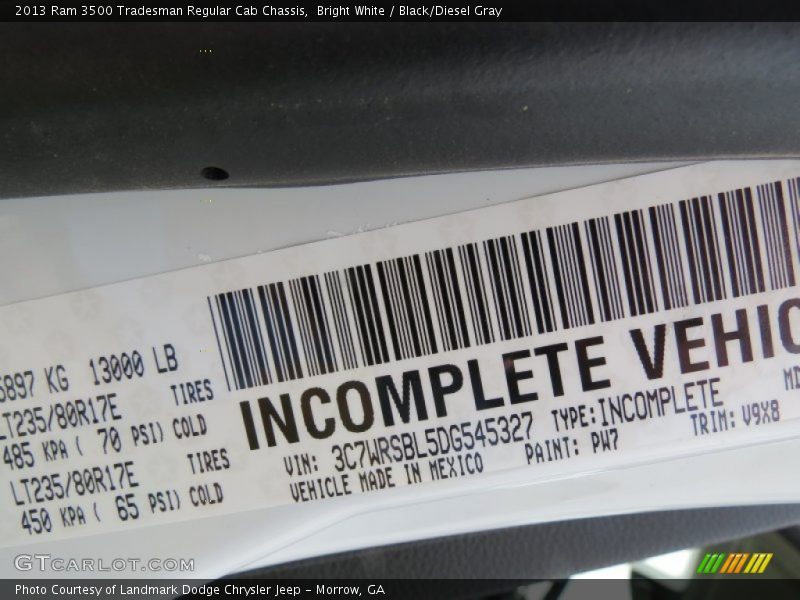 2013 Ram 3500 Tradesman Regular Cab Chassis,  Bright White / Black/Diesel Gray
5897 KG  13000 LB
LT235/80R17E  TIRES
485 KPA ( 70 PSI) COLD
LT235/80R17E  TIRES
450 KPA ( 65 PSI) COLD
INCOMPLETE VEHIC
VIN: 3C7WRSBL5DG545327  TYPE:INCOMPLETE
VEHICLE MADE IN MEXICO  PAINT: PW7  TRIM: V9X8
GTCARLOT.COM
Photo Courtesy of Landmark Dodge Chrysler Jeep - Morrow, GA